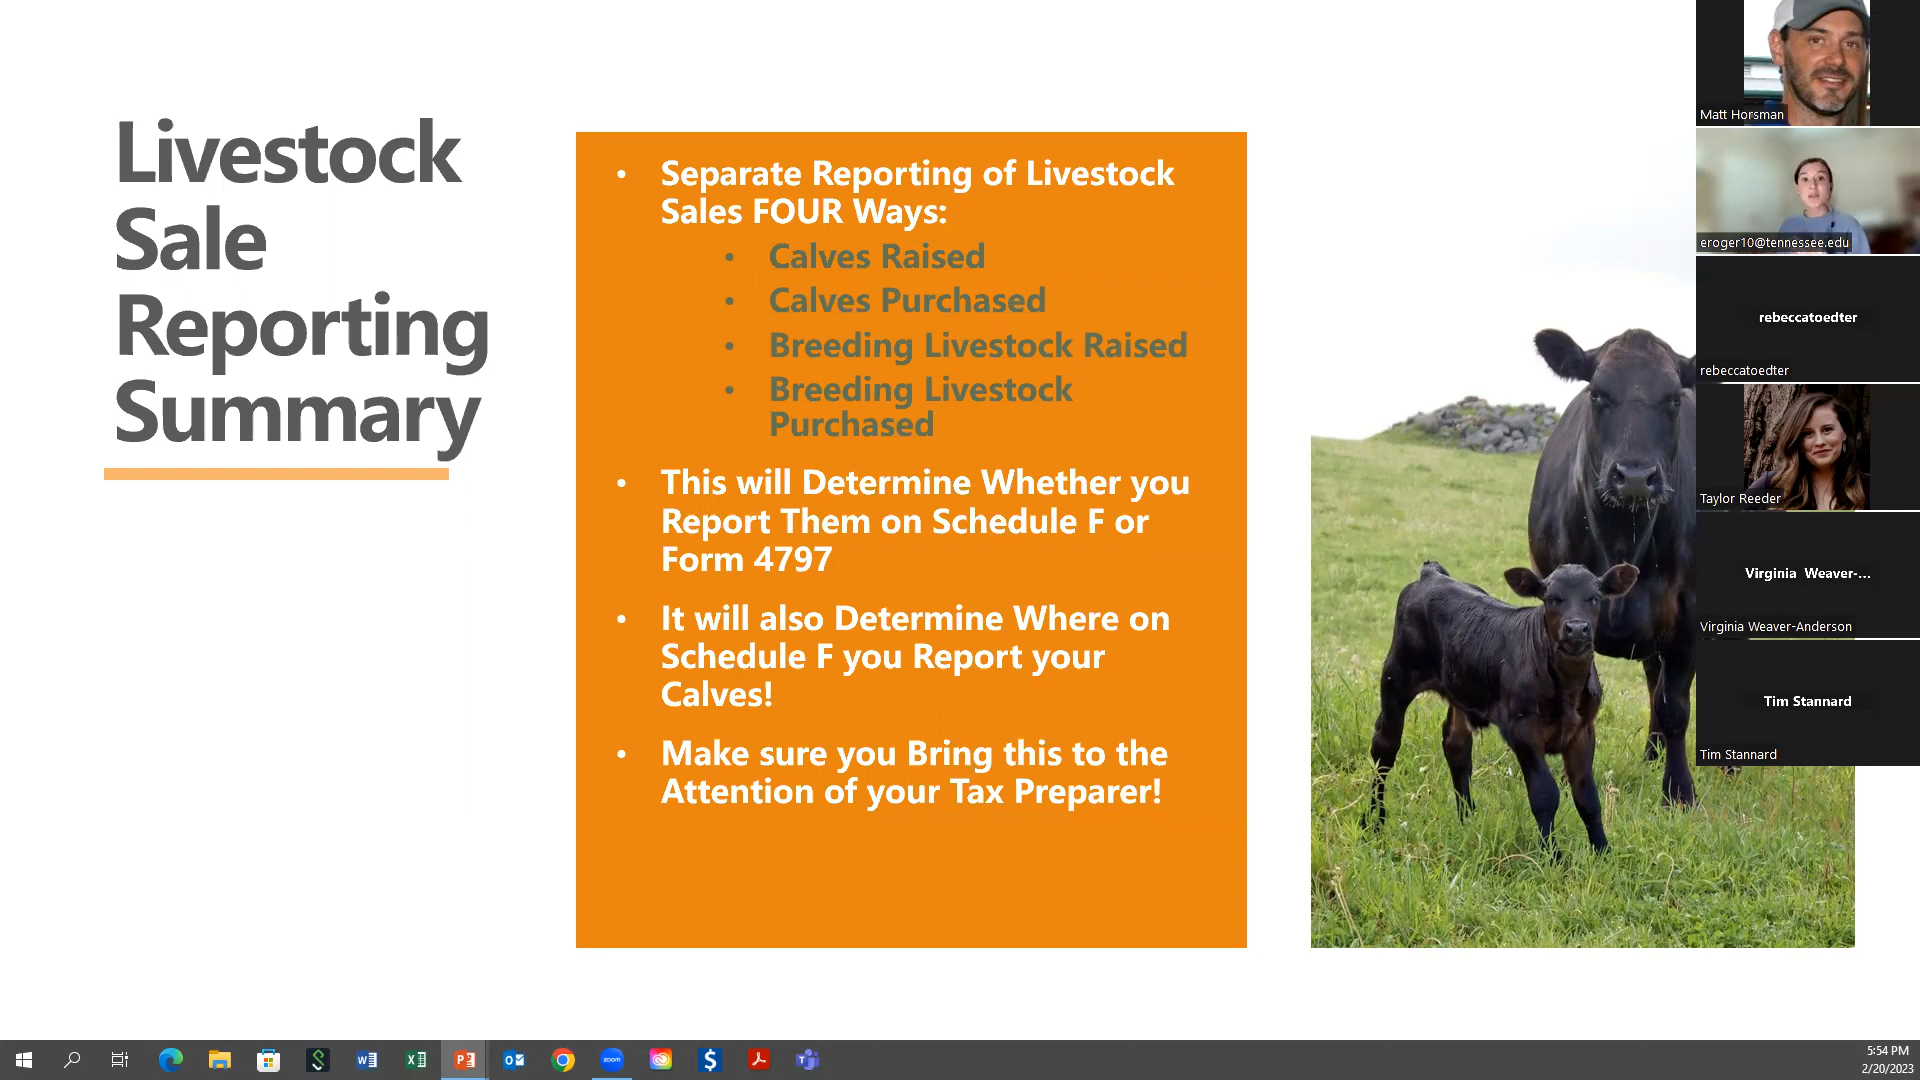 Livestock
Sale
Reporting
Summary
• Separate Reporting of Livestock
Sales FOUR Ways:
• Calves Raised
• Calves Purchased
• Breeding Livestock Raised
• Breeding Livestock
Purchased
• This will Determine Whether you
Report Them on Schedule F or
Form 4797
• It will also Determine Where on
Schedule F you Report your
Calves!
• Make sure you Bring this to the
Attention of your Tax Preparer!
Matt Horsman
eroger10@tennessee.edu
rebeccatoedter
rebeccatoedter
Taylor Reeder
Virginia Weaver-...
Virginia Weaver-Anderson
Tim Stannard
Tim Stannard
zoom
5:54 PM
2/20/2023